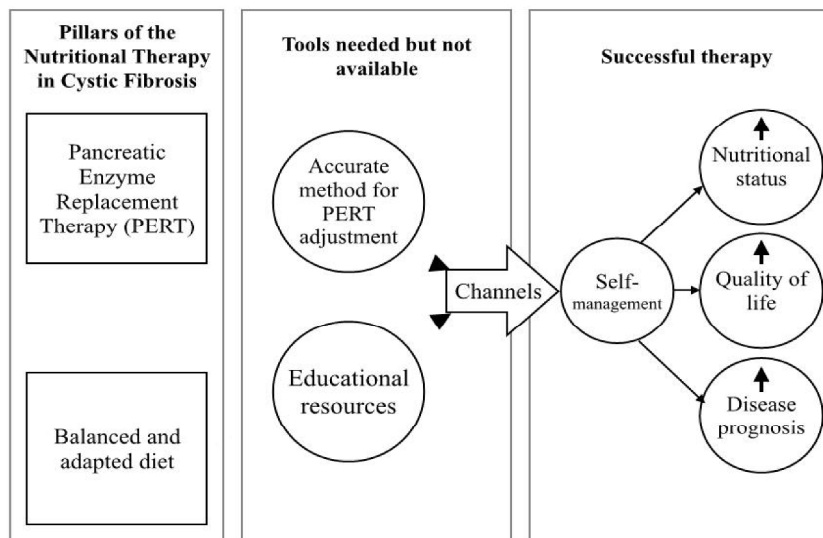 Pillars of the
Nutritional Therapy
in Cystic Fibrosis
Pancreatic
Enzyme
Replacement
Therapy (PERT)
Balanced and
adapted diet
Tools needed but not
available
Accurate
method for
PERT
adjustment
Educational
resources
Channels
Successful therapy
Self-
management
Nutritional
status
Quality of
life
Disease
prognosis